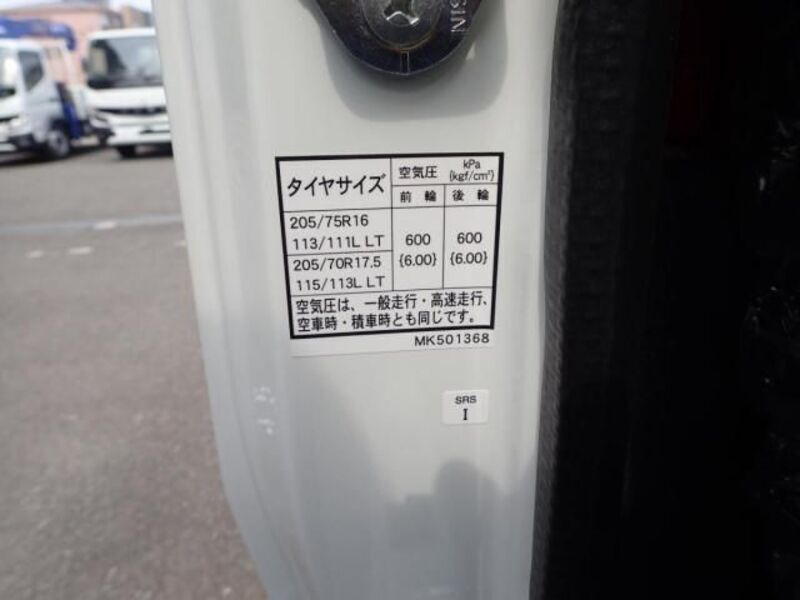 NIS
タイヤサイズ 空気圧 kPa {kgf/cm²}
前輪 後輪
205/75R16
113/111L LT 600 {6.00} 600 {6.00}
205/70R17.5
115/113L LT
空気圧は、一般走行・高速走行、
空車時・積車時とも同じです。
MK501368
SRS
I